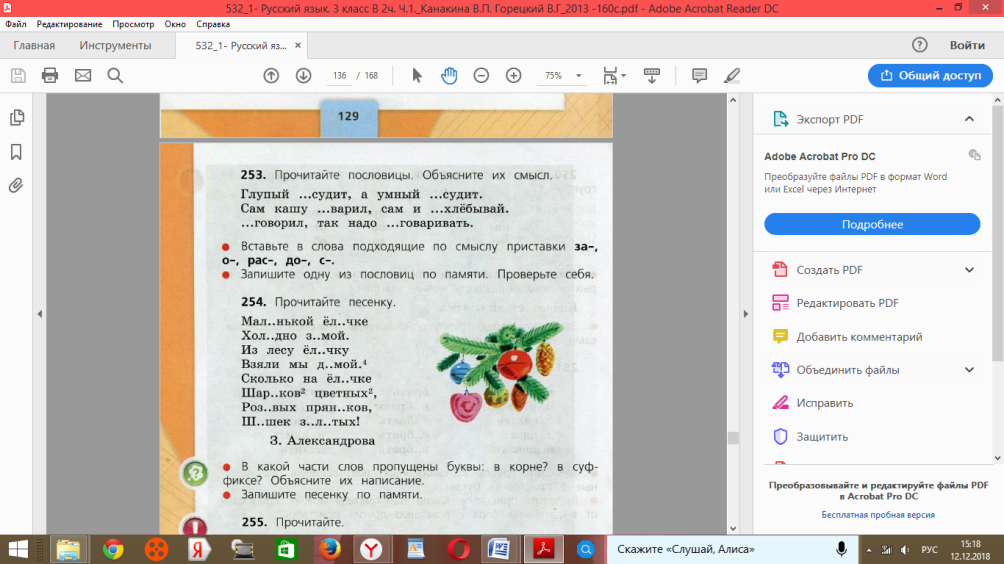 532_1- Русский язык. 3 класс В 2ч. Ч.1._Канакина В.П. Горецкий В.Г_2013 -160с.pdf - Adobe Acrobat Reader DC
Файл Редактирование Просмотр Окно Справка
Главная Инструменты 532_1- Русский яз... × Войти
136 / 168 75% Общий доступ
129
253. Прочитайте пословицы. Объясните их смысл.
Глупый ...судит, а умный ...судит.
Сам кашу ...варил, сам и ...хлёбывай.
...говорил, так надо ...говаривать.
Вставьте в слова подходящие по смыслу приставки за-,
о-, рас-, до-, с-.
Запишите одну из пословиц по памяти. Проверьте себя.
254. Прочитайте песенку.
Мал..нькой ёл..чке
Хол..дно з..мой.
Из лесу ёл..чку
Взяли мы д..мой.⁴
Сколько на ёл..чке
Шар..ков² цветных²,
Роз..вых прян..ков,
Ш..шек з..л..тых!
З. Александрова
В какой части слов пропущены буквы: в корне? в суф-
фиксе? Объясните их написание.
Запишите песенку по памяти.
255. Прочитайте.
Экспорт PDF
Adobe Acrobat Pro DC
Преобразуйте файлы PDF в формат Word
или Excel через Интернет
Подробнее
Создать PDF
Редактировать PDF
Добавить комментарий
Объединить файлы
Исправить
Защитить
Преобразовывайте и редактируйте файлы PDF
в Acrobat Pro DC
Бесплатная пробная версия
Скажите «Слушай, Алиса»
РУС
15:18
12.12.2018